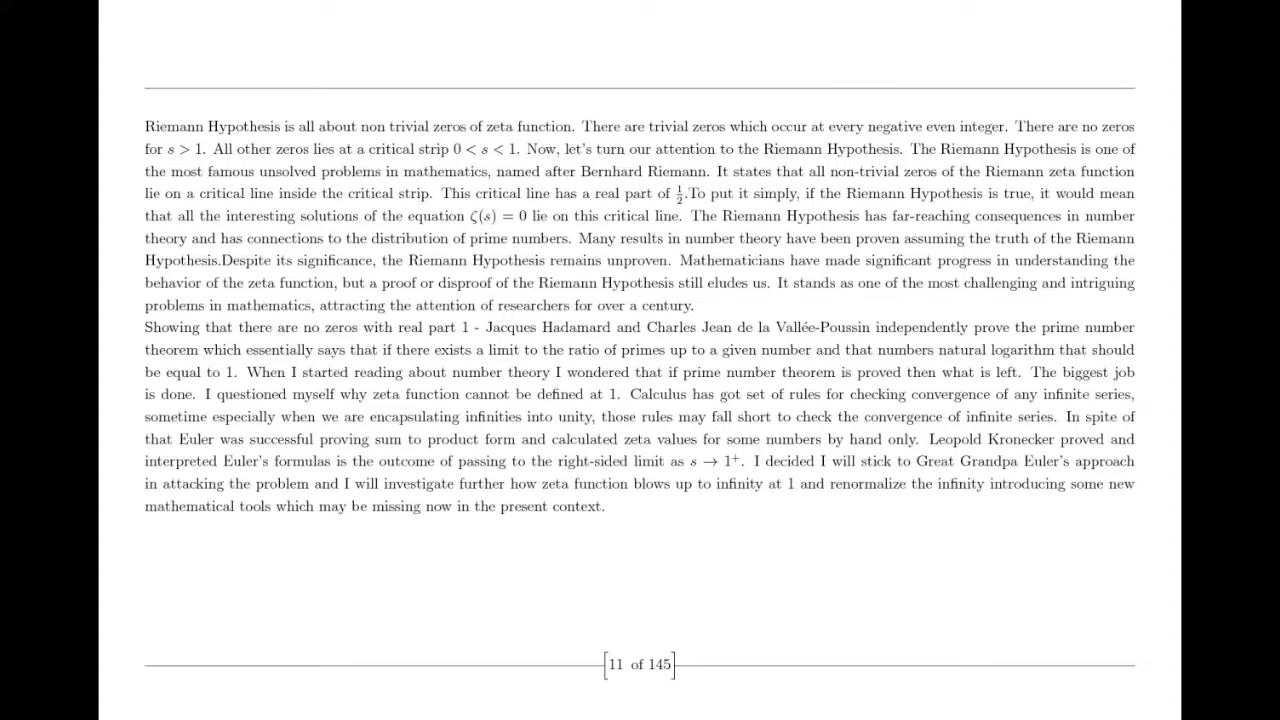 Riemann Hypothesis is all about non trivial zeros of zeta function. There are trivial zeros which occur at every negative even integer. There are no zeros
for s > 1. All other zeros lies at a critical strip 0 < s < 1. Now, let's turn our attention to the Riemann Hypothesis. The Riemann Hypothesis is one of
the most famous unsolved problems in mathematics, named after Bernhard Riemann. It states that all non-trivial zeros of the Riemann zeta function
lie on a critical line inside the critical strip. This critical line has a real part of 1/2.To put it simply, if the Riemann Hypothesis is true, it would mean
that all the interesting solutions of the equation ζ(s) = 0 lie on this critical line. The Riemann Hypothesis has far-reaching consequences in number
theory and has connections to the distribution of prime numbers. Many results in number theory have been proven assuming the truth of the Riemann
Hypothesis.Despite its significance, the Riemann Hypothesis remains unproven. Mathematicians have made significant progress in understanding the
behavior of the zeta function, but a proof or disproof of the Riemann Hypothesis still eludes us. It stands as one of the most challenging and intriguing
problems in mathematics, attracting the attention of researchers for over a century.
Showing that there are no zeros with real part 1 - Jacques Hadamard and Charles Jean de la Vallée-Poussin independently prove the prime number
theorem which essentially says that if there exists a limit to the ratio of primes up to a given number and that numbers natural logarithm that should
be equal to 1. When I started reading about number theory I wondered that if prime number theorem is proved then what is left. The biggest job
is done. I questioned myself why zeta function cannot be defined at 1. Calculus has got set of rules for checking convergence of any infinite series,
sometime especially when we are encapsulating infinities into unity, those rules may fall short to check the convergence of infinite series. In spite of
that Euler was successful proving sum to product form and calculated zeta values for some numbers by hand only. Leopold Kronecker proved and
interpreted Euler's formulas is the outcome of passing to the right-sided limit as s → 1⁺. I decided I will stick to Great Grandpa Euler's approach
in attacking the problem and I will investigate further how zeta function blows up to infinity at 1 and renormalize the infinity introducing some new
mathematical tools which may be missing now in the present context.
[11 of 145]